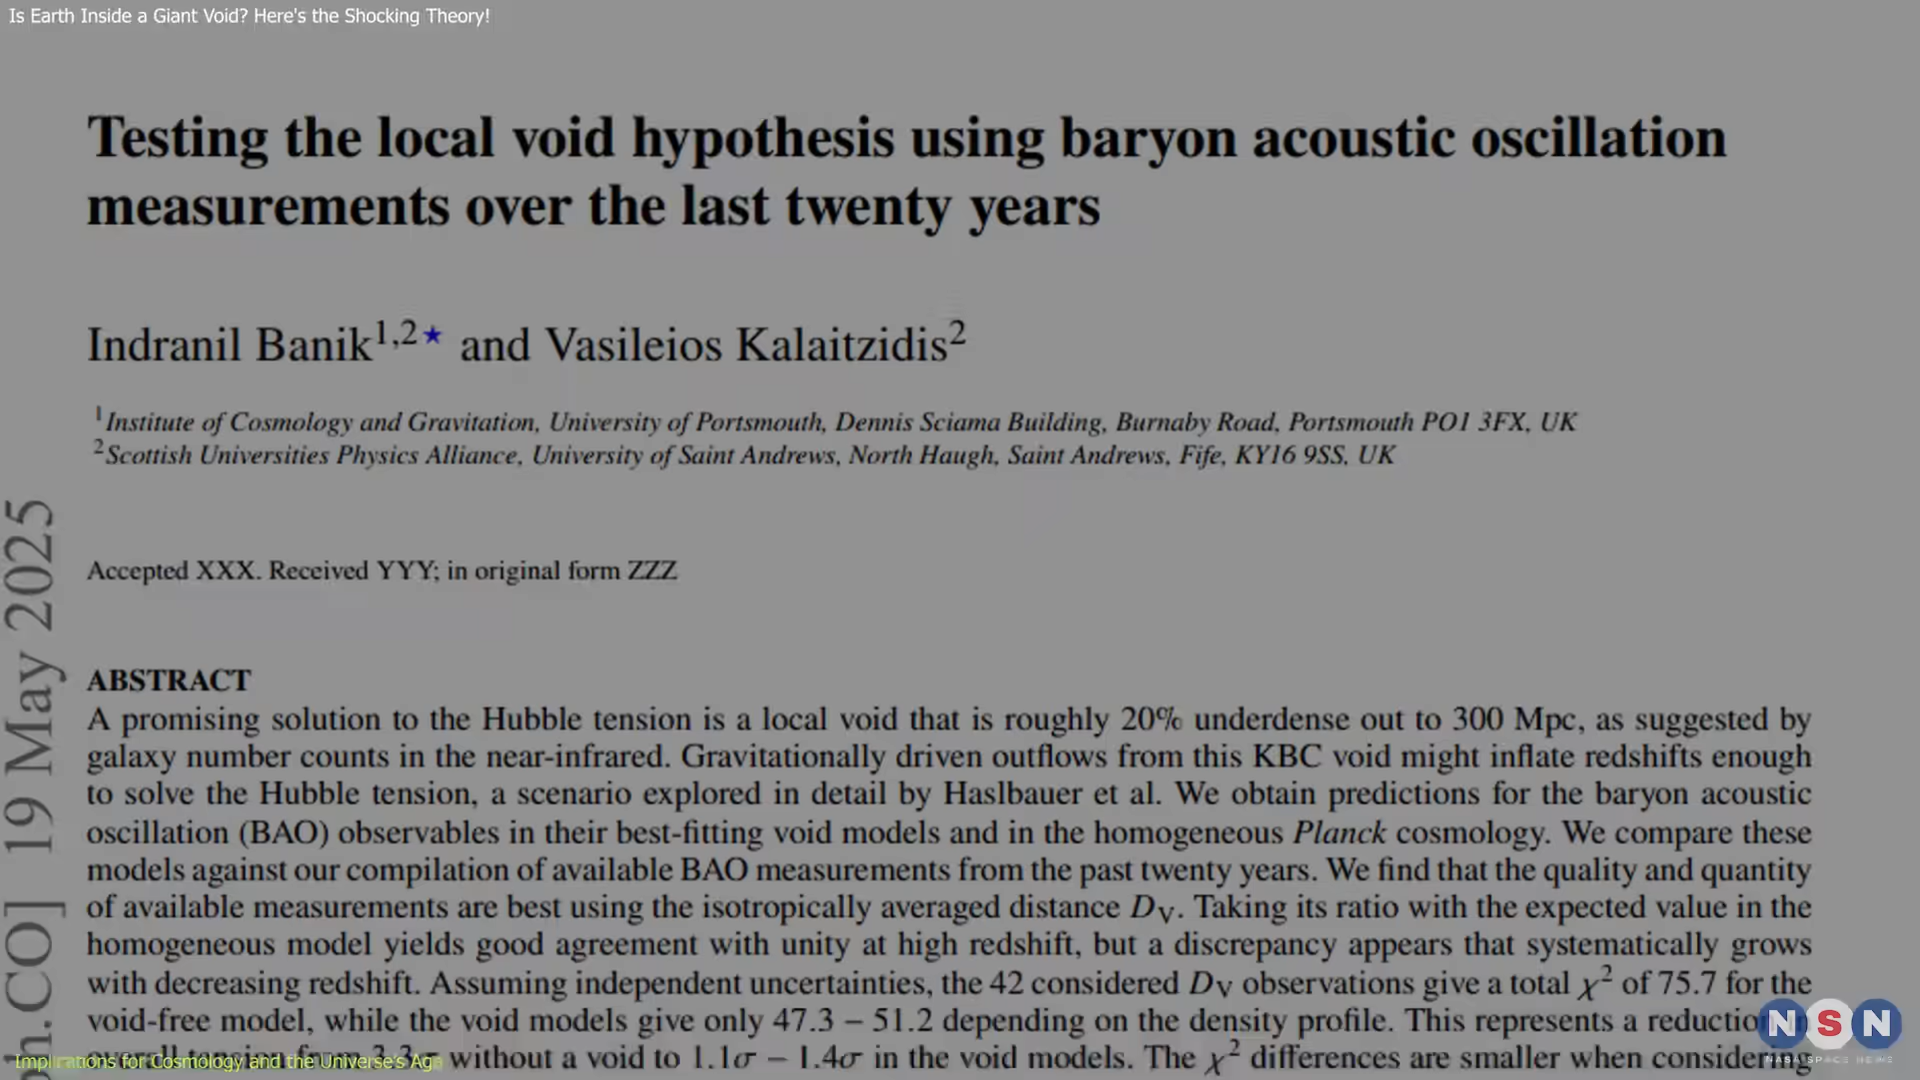 Is Earth Inside a Giant Void? Here's the Shocking Theory!
Testing the local void hypothesis using baryon acoustic oscillation
measurements over the last twenty years
Indranil Banik1,2★ and Vasileios Kalaitzidis2
1 Institute of Cosmology and Gravitation, University of Portsmouth, Dennis Sciama Building, Burnaby Road, Portsmouth PO1 3FX, UK
2 Scottish Universities Physics Alliance, University of Saint Andrews, North Haugh, Saint Andrews, Fife, KY16 9SS, UK
Accepted XXX. Received YYY; in original form ZZZ
ABSTRACT
A promising solution to the Hubble tension is a local void that is roughly 20% underdense out to 300 Mpc, as suggested by
galaxy number counts in the near-infrared. Gravitationally driven outflows from this KBC void might inflate redshifts enough
to solve the Hubble tension, a scenario explored in detail by Haslbauer et al. We obtain predictions for the baryon acoustic
oscillation (BAO) observables in their best-fitting void models and in the homogeneous Planck cosmology. We compare these
models against our compilation of available BAO measurements from the past twenty years. We find that the quality and quantity
of available measurements are best using the isotropically averaged distance DV. Taking its ratio with the expected value in the
homogeneous model yields good agreement with unity at high redshift, but a discrepancy appears that systematically grows
with decreasing redshift. Assuming independent uncertainties, the 42 considered DV observations give a total χ2 of 75.7 for the
void-free model, while the void models give only 47.3 − 51.2 depending on the density profile. This represents a reduction
without a void to 1.1σ − 1.4σ in the void models. The χ2 differences are smaller when considering
Implications for Cosmology and the Universe's Age
CO] 19 May 2025
NSN
NASA SPACE NEWS